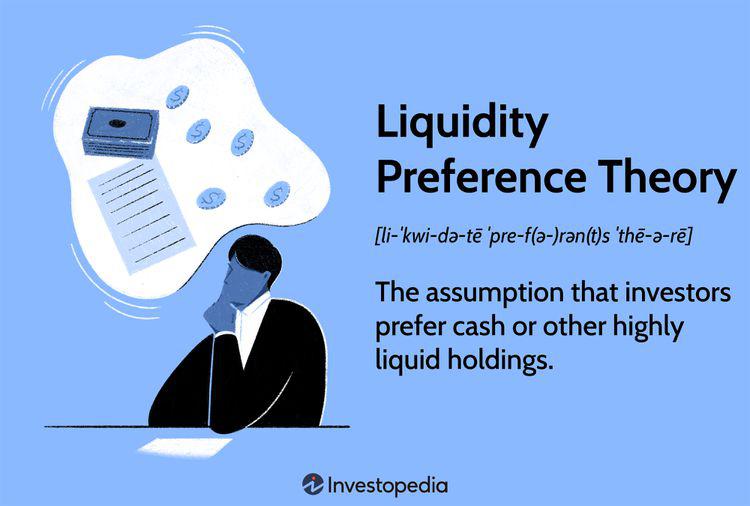 Liquidity
Preference Theory
[li-ˈkwi-də-tē ˈpre-f(ə-)rən(t)s ˈthē-ə-rē]
The assumption that investors
prefer cash or other highly
liquid holdings.
Investopedia